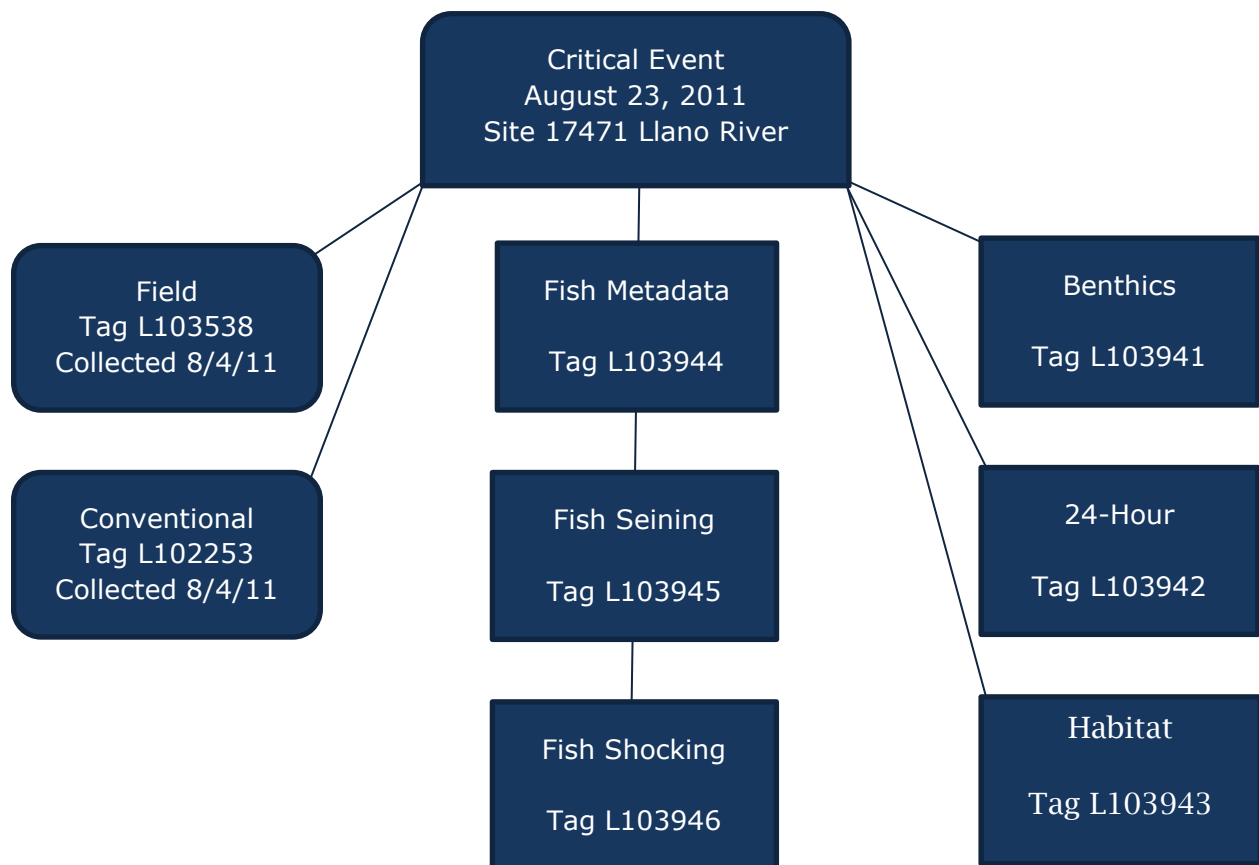 Critical Event
August 23, 2011
Site 17471 Llano River
Field
Tag L103538
Collected 8/4/11
Conventional
Tag L102253
Collected 8/4/11
Fish Metadata
Tag L103944
Fish Seining
Tag L103945
Fish Shocking
Tag L103946
Benthics
Tag L103941
24-Hour
Tag L103942
Habitat
Tag L103943